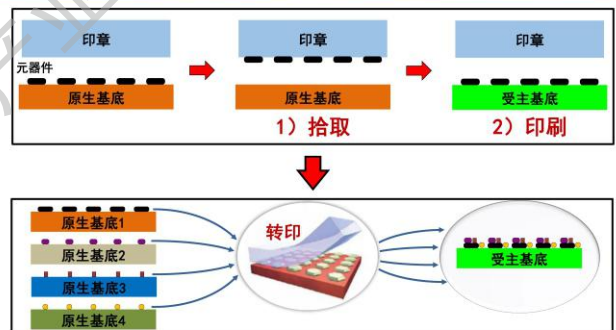 印章
印章
印章
元器件
原生基底
原生基底
受主基底
1）拾取
2）印刷
原生基底1
原生基底2
原生基底3
原生基底4
转印
受主基底
产业